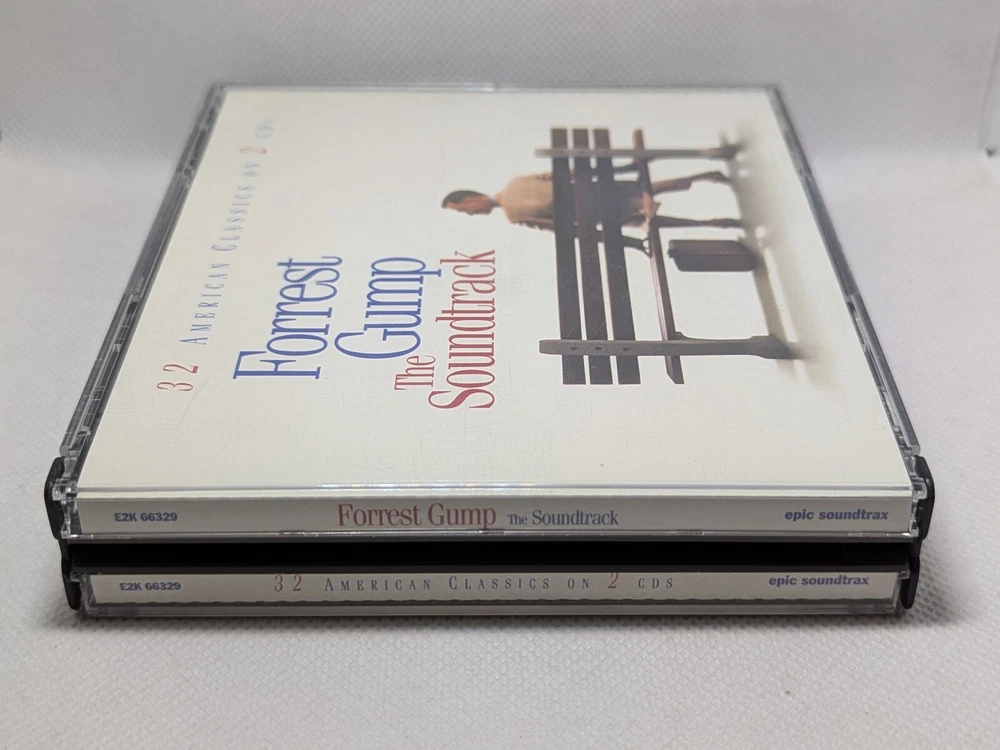 32 American Classics on 2 CDs
Forrest
Gump
The
Soundtrack
E2K 66329 Forrest Gump The Soundtrack epic soundtrax
E2K 66329 32 American Classics on 2 CDs epic soundtrax